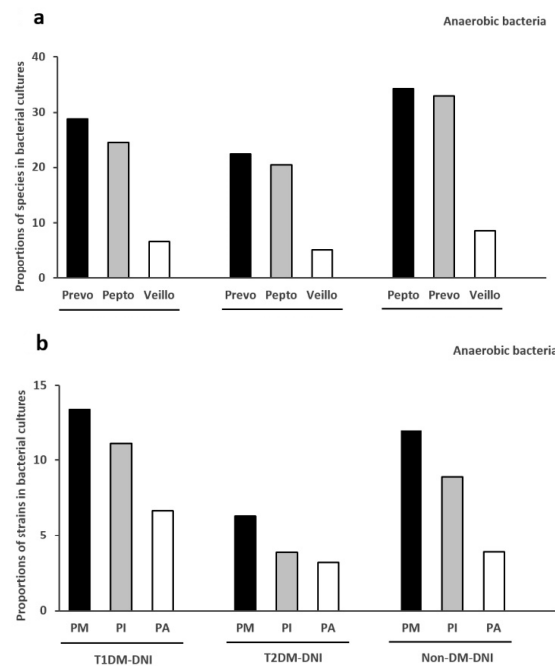 a
Anaerobic bacteria
Proportions of species in bacterial cultures
40
30
20
10
0
Prevo Pepto Veillo
Prevo Pepto Veillo
Pepto Prevo Veillo
b
Anaerobic bacteria
Proportions of strains in bacterial cultures
15
10
5
0
PM PI PA
PM PI PA
PM PI PA
T1DM-DNI
T2DM-DNI
Non-DM-DNI